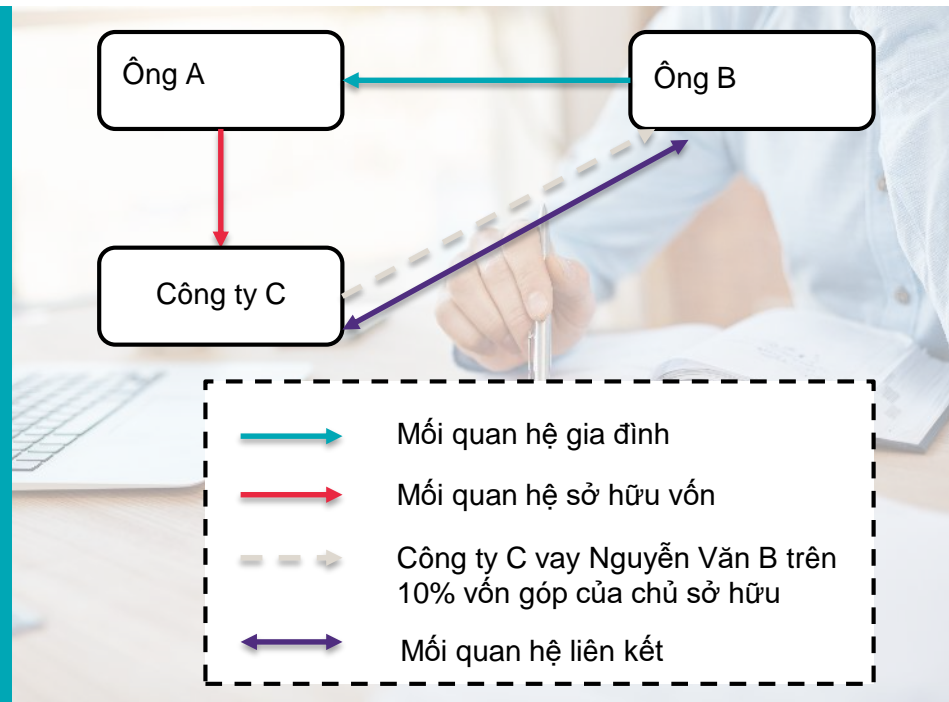 Ông A
Ông B
Công ty C
Mối quan hệ gia đình
Mối quan hệ sở hữu vốn
Công ty C vay Nguyễn Văn B trên
10% vốn góp của chủ sở hữu
Mối quan hệ liên kết